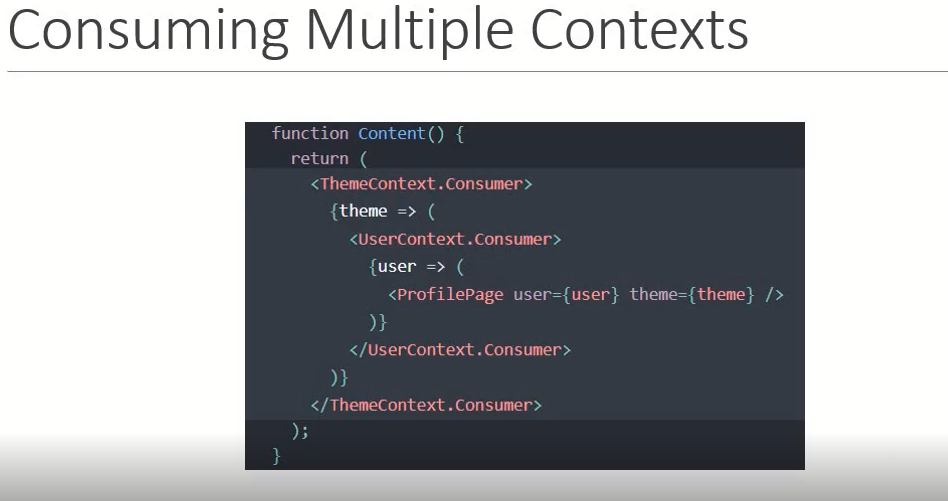 Consuming Multiple Contexts
function Content() {
  return (
    <ThemeContext.Consumer>
      {theme => (
        <UserContext.Consumer>
          {user => (
            <ProfilePage user={user} theme={theme} />
          )}
        </UserContext.Consumer>
      )}
    </ThemeContext.Consumer>
  );
}